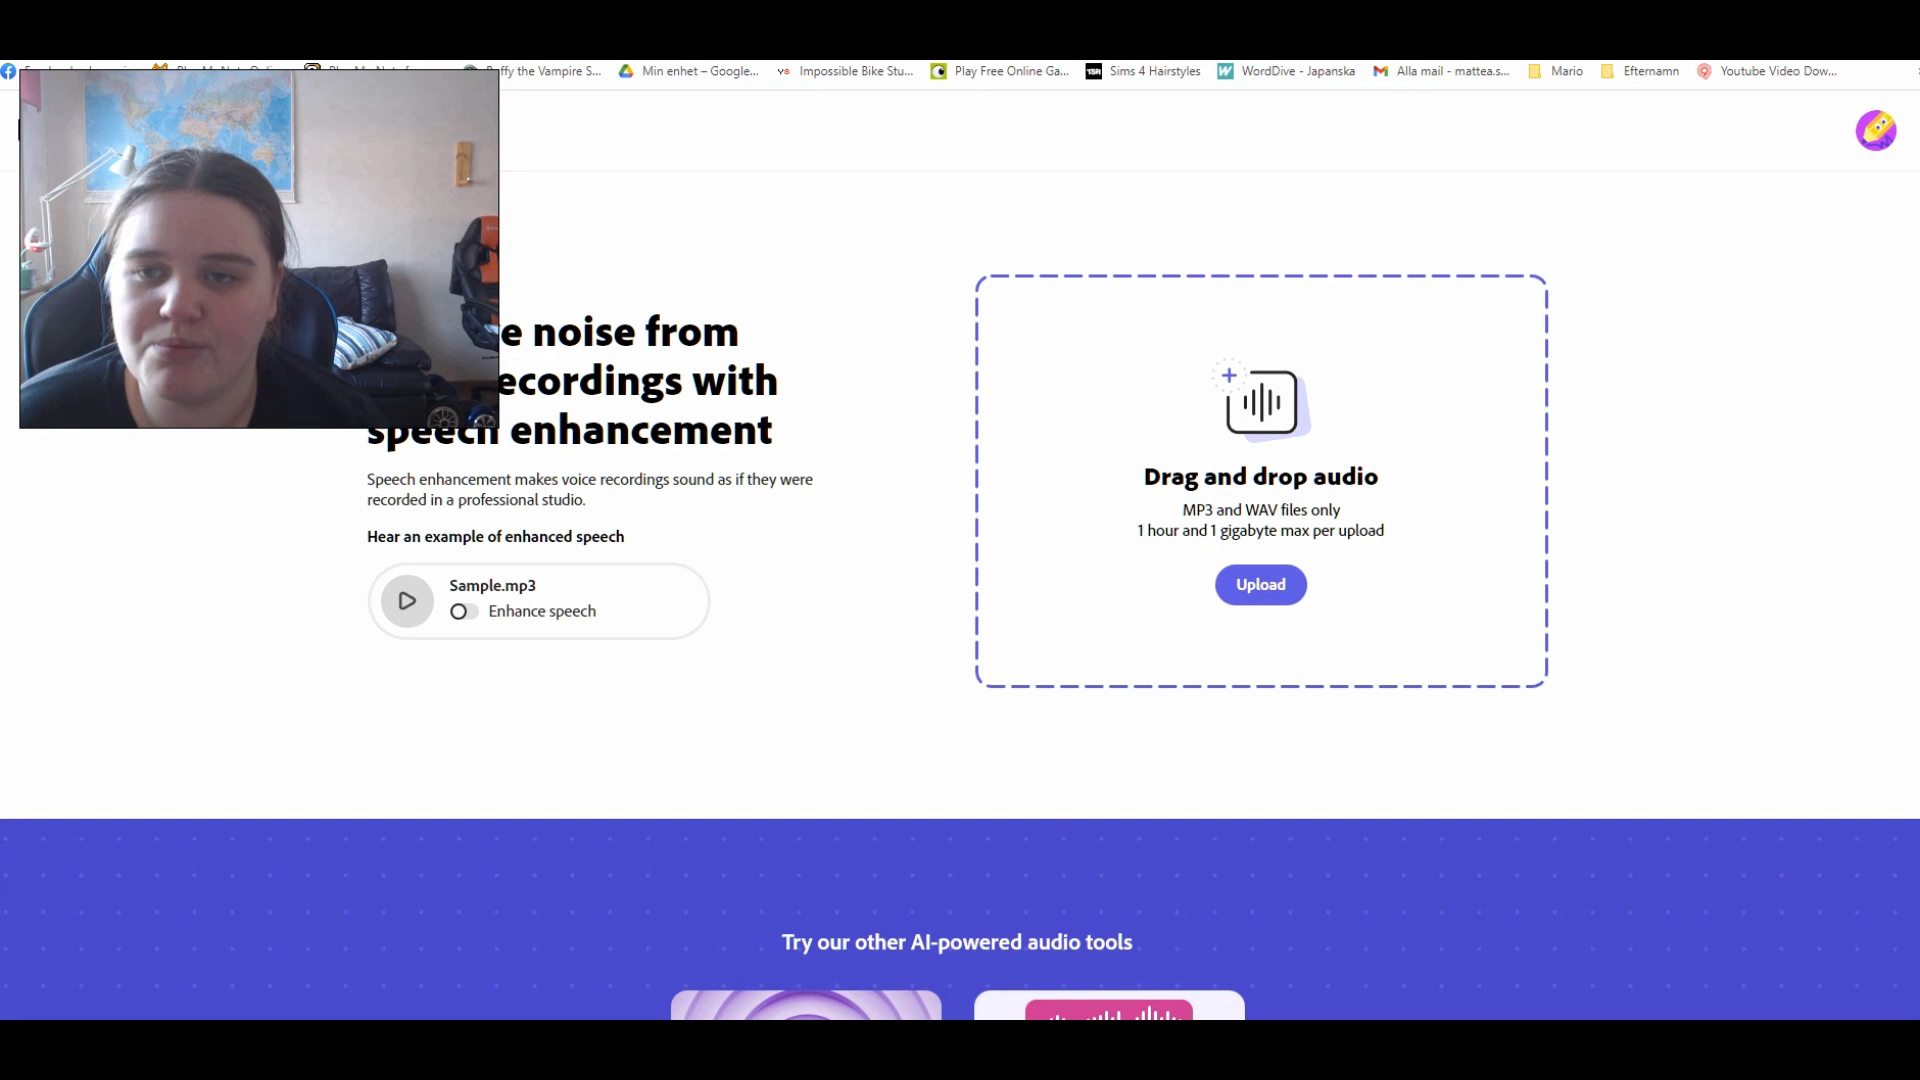 Buffy the Vampire S... Min enhet – Google... Impossible Bike Stu... Play Free Online Ga... TSR Sims 4 Hairstyles WordDive - Japanska Alla mail - mattea.s... Mario Efternamn Youtube Video Dow...
e noise from
ecordings with
speech enhancement
Speech enhancement makes voice recordings sound as if they were
recorded in a professional studio.
Hear an example of enhanced speech
Sample.mp3
Enhance speech
Drag and drop audio
MP3 and WAV files only
1 hour and 1 gigabyte max per upload
Upload
Try our other AI-powered audio tools